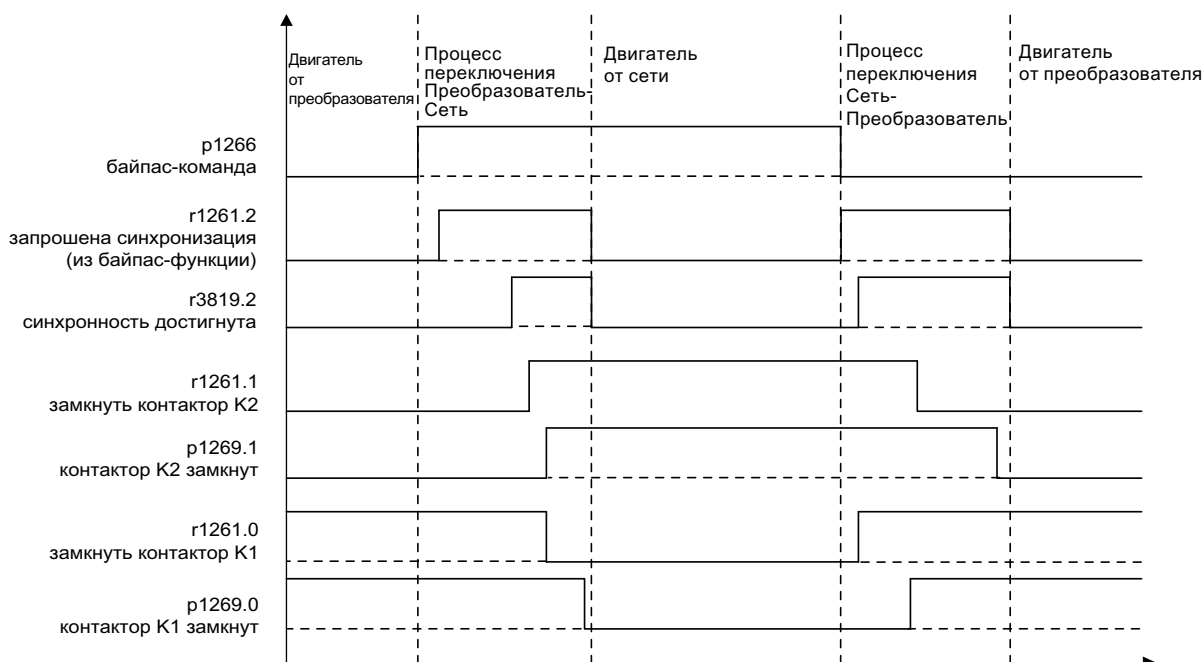 Двигатель
от
преобразователя
Процесс
переключения
Преобразователь-
Сеть
Двигатель
от сети
Процесс
переключения
Сеть-
Преобразователь
Двигатель
от преобразователя
p1266
байпас-команда
r1261.2
запрошена синхронизация
(из байпас-функции)
r3819.2
синхронность достигнута
r1261.1
замкнуть контактор K2
p1269.1
контактор K2 замкнут
r1261.0
замкнуть контактор K1
p1269.0
контактор K1 замкнут